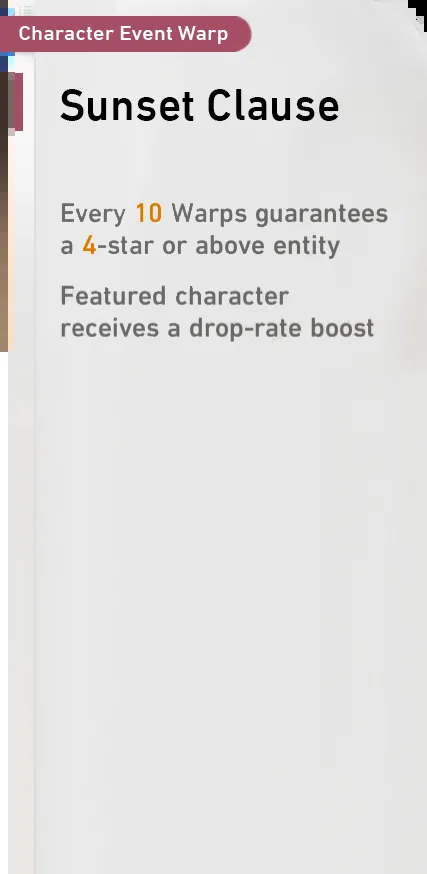 Character Event Warp
Sunset Clause
Every 10 Warps guarantees
a 4-star or above entity
Featured character
receives a drop-rate boost